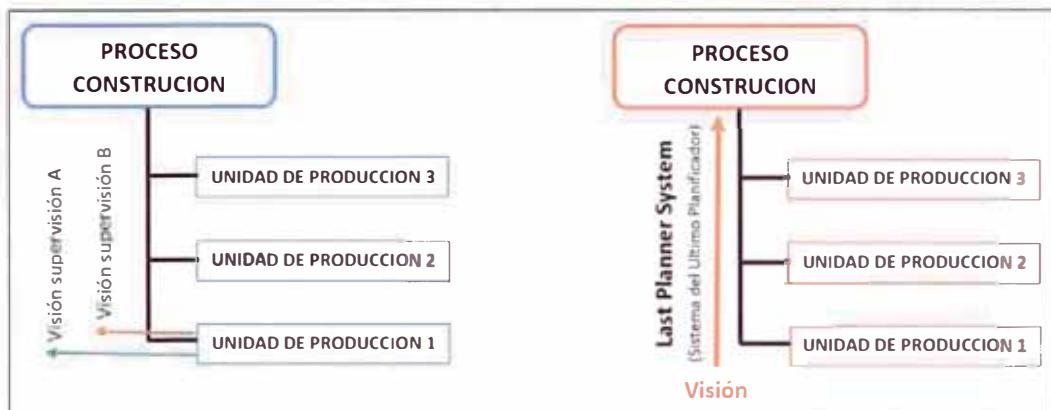 PROCESO
CONSTRUCION
Visión supervisión A
Visión supervisión B
UNIDAD DE PRODUCCION 3
UNIDAD DE PRODUCCION 2
UNIDAD DE PRODUCCION 1
PROCESO
CONSTRUCION
Last Planner System
(Sistema del Ultimo Planificador)
UNIDAD DE PRODUCCION 3
UNIDAD DE PRODUCCION 2
UNIDAD DE PRODUCCION 1
Visión